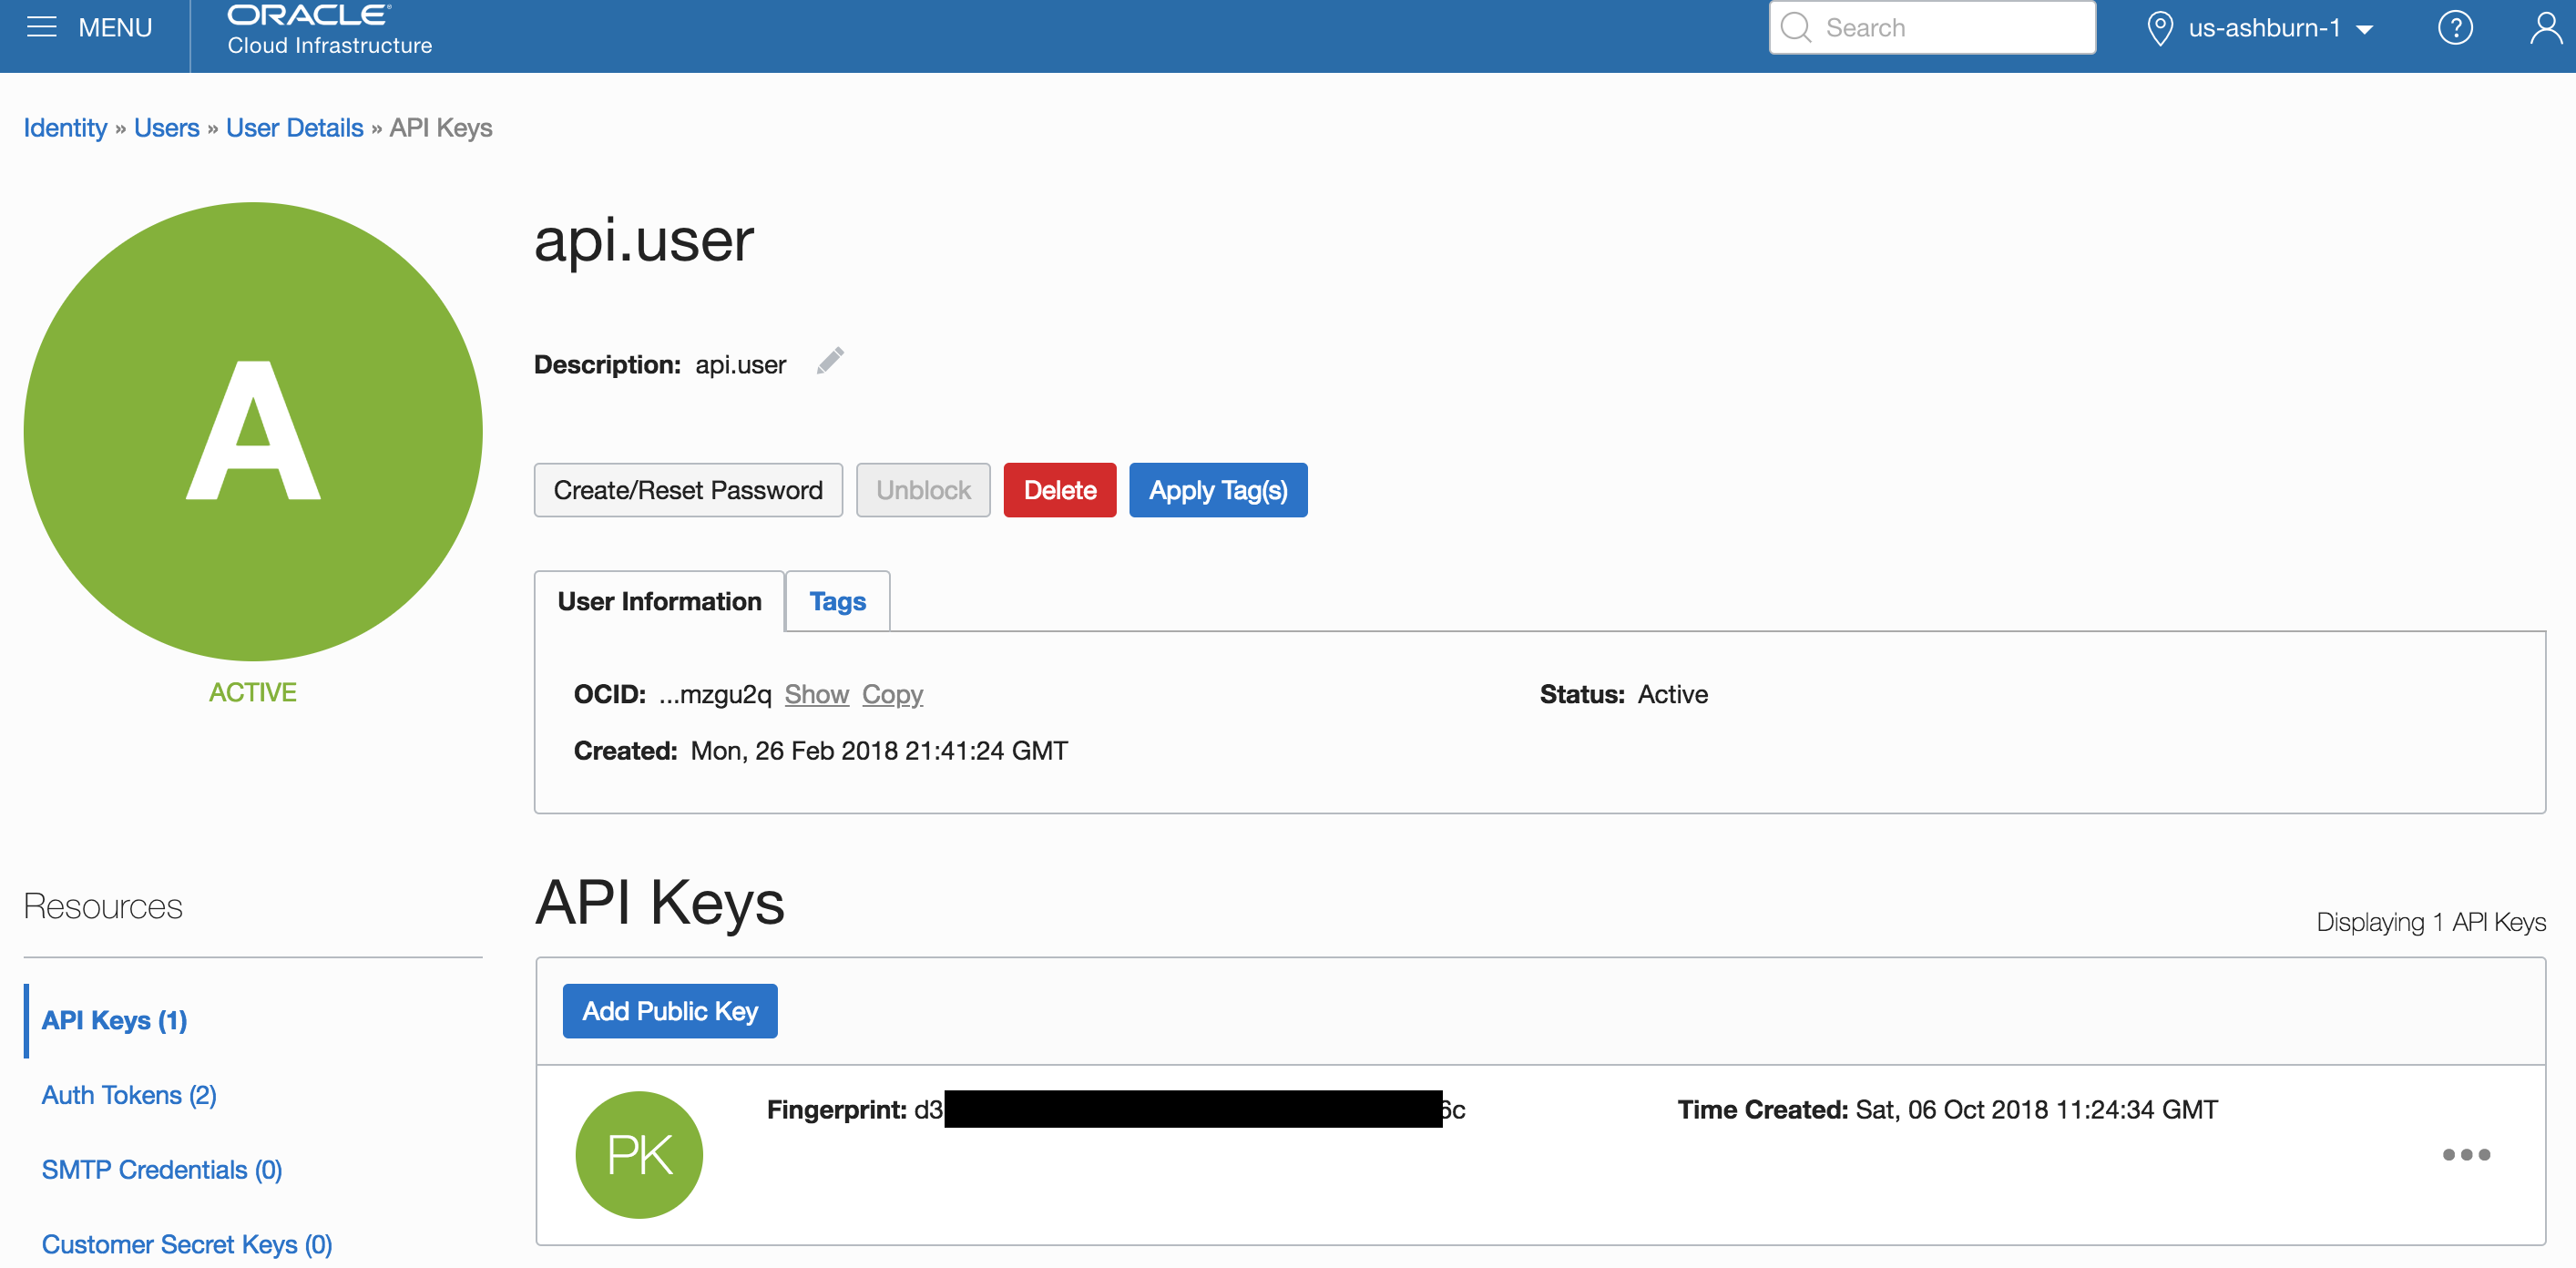 MENU
ORACLE
Cloud Infrastructure
Search
us-ashburn-1
?
Identity » Users » User Details » API Keys
A
ACTIVE
api.user
Description: api.user
Create/Reset Password
Unblock
Delete
Apply Tag(s)
User Information
Tags
OCID: ...mzgu2q Show Copy
Status: Active
Created: Mon, 26 Feb 2018 21:41:24 GMT
Resources
API Keys (1)
Auth Tokens (2)
SMTP Credentials (0)
Customer Secret Keys (0)
API Keys
Displaying 1 API Keys
Add Public Key
PK
Fingerprint: d3 6c
Time Created: Sat, 06 Oct 2018 11:24:34 GMT